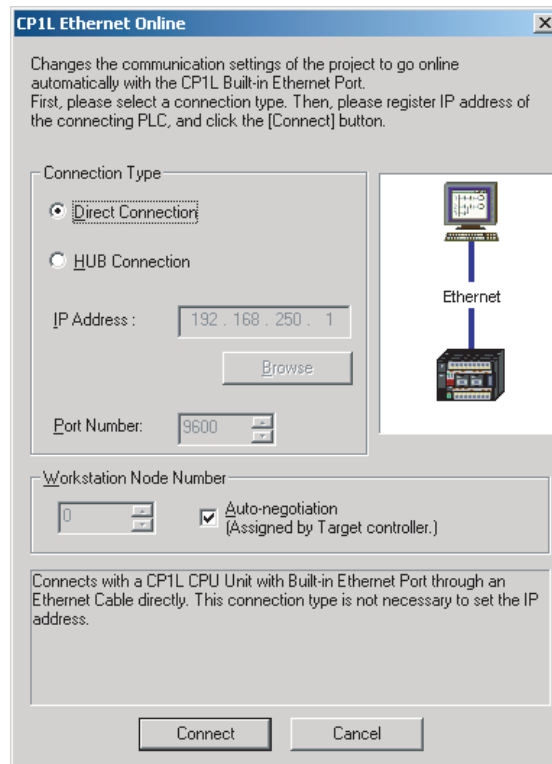 CP1L Ethernet Online
Changes the communication settings of the project to go online
automatically with the CP1L Built-in Ethernet Port.
First, please select a connection type. Then, please register IP address of
the connecting PLC, and click the [Connect] button.
Connection Type
Direct Connection
HUB Connection
IP Address :
192 . 168 . 250 . 1
Browse
Port Number:
9600
Ethernet
Workstation Node Number
0
Auto-negotiation
(Assigned by Target controller.)
Connects with a CP1L CPU Unit with Built-in Ethernet Port through an
Ethernet Cable directly. This connection type is not necessary to set the IP
address.
Connect
Cancel